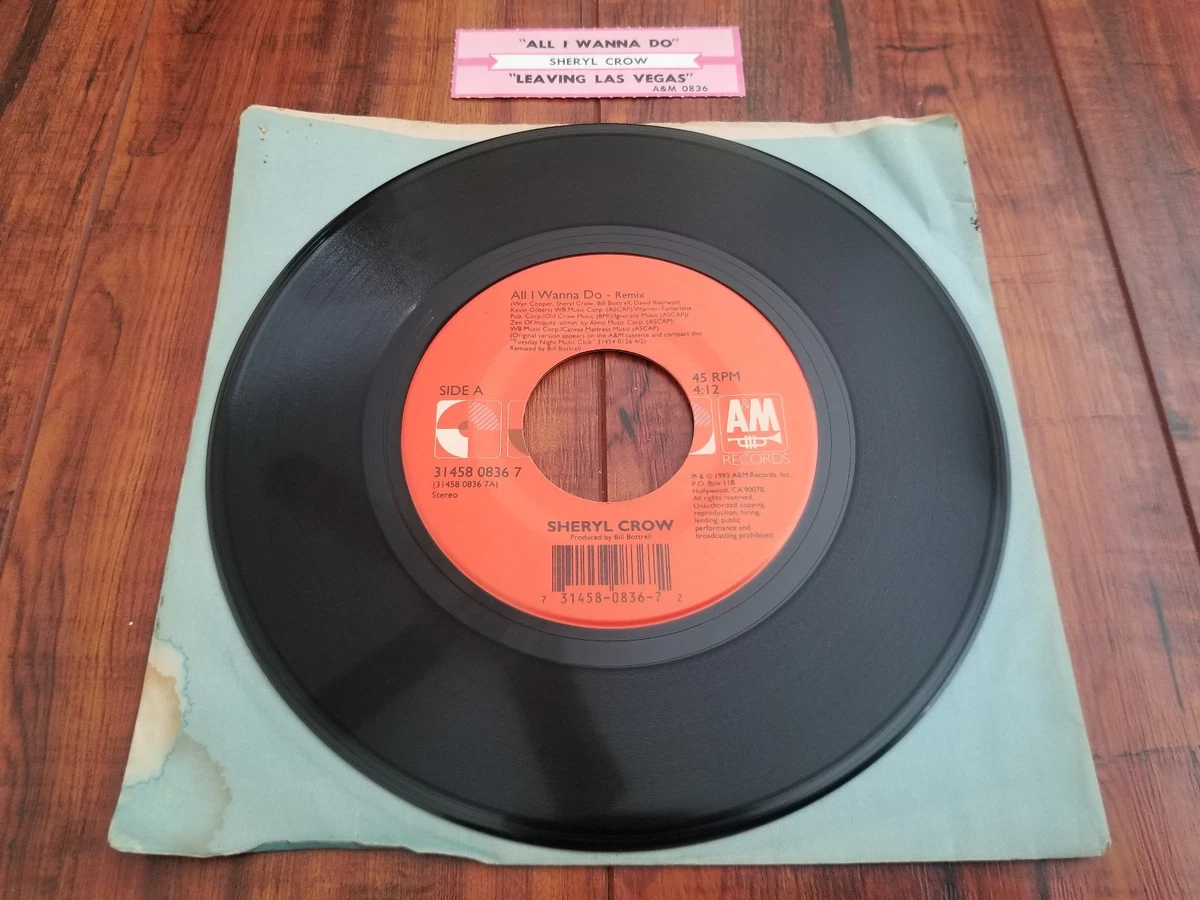 "ALL I WANNA DO"
SHERYL CROW
"LEAVING LAS VEGAS"
A&M 0836
All I Wanna Do - Remix
(Wyn Cooper, Sheryl Crow, Bill Bottrell, David Baerwald,
Kevin Gilbert) WB Music Corp. (ASCAP)/Warner-Tamerlane
Pub. Corp./Old Crow Music (BMI)/Ignorant Music (ASCAP)/
Zen Of Iniquity, admin. by Almo Music Corp. (ASCAP)
WB Music Corp./Canvas Mattress Music (ASCAP)
(Original version appears on the A&M cassette and compact disc
"Tuesday Night Music Club" 31454 0126 4/2)
Remixed by Bill Bottrell
SIDE A
45 RPM
4:12
A&M
RECORDS
31458 0836 7
(31458 0836 7A)
Stereo
℗ & © 1993 A&M Records, Inc.
P.O. Box 118,
Hollywood, CA 90078.
All rights reserved.
Unauthorized copying,
reproduction, hiring,
lending, public
performance and
broadcasting prohibited.
SHERYL CROW
Produced by Bill Bottrell
7 31458-0836-7 2